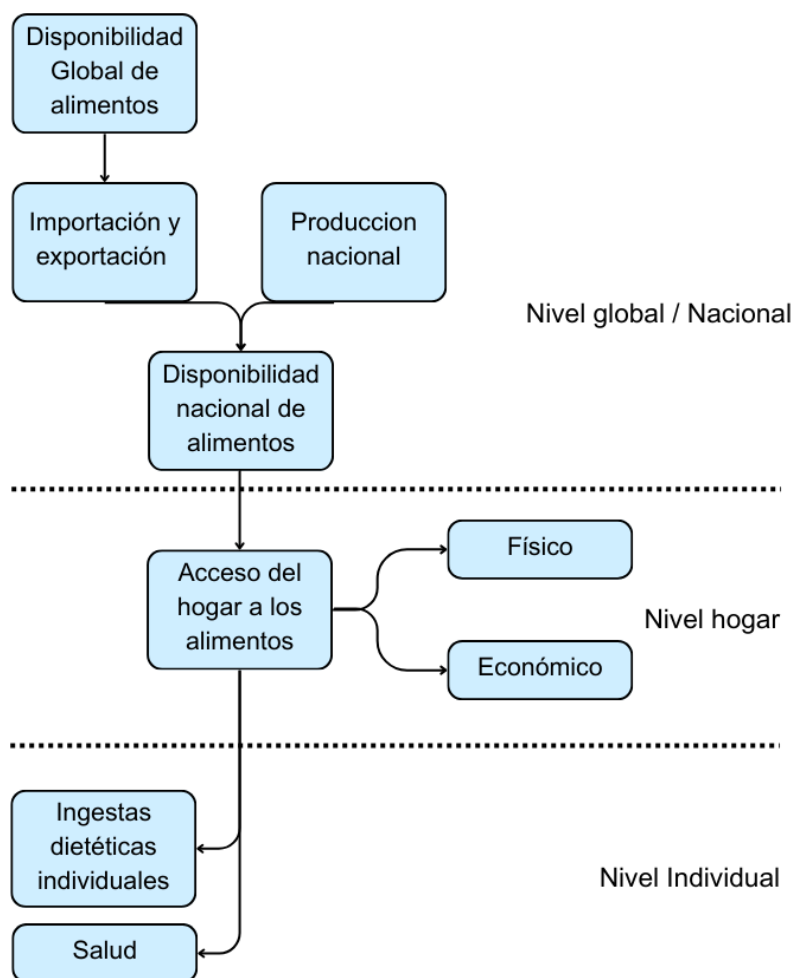 Disponibilidad
Global de
alimentos
Importación y
exportación
Produccion
nacional
Nivel global / Nacional
Disponibilidad
nacional de
alimentos
Acceso del
hogar a los
alimentos
Físico
Nivel hogar
Económico
Ingestas
dietéticas
individuales
Nivel Individual
Salud